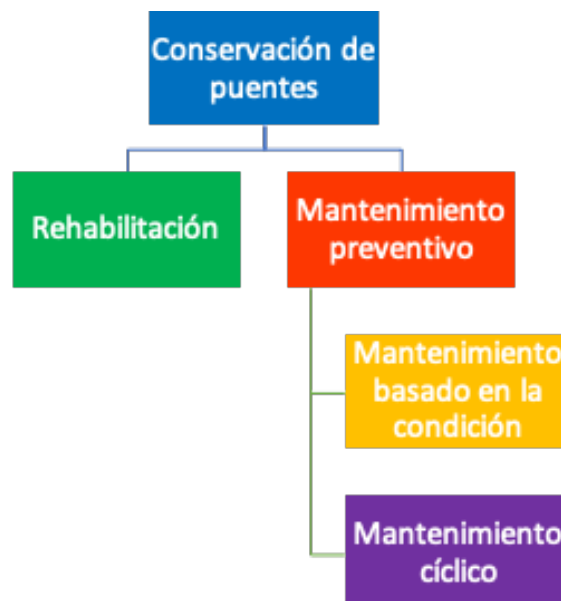 Conservación de
puentes
Rehabilitación
Mantenimiento
preventivo
Mantenimiento
basado en la
condición
Mantenimiento
cíclico